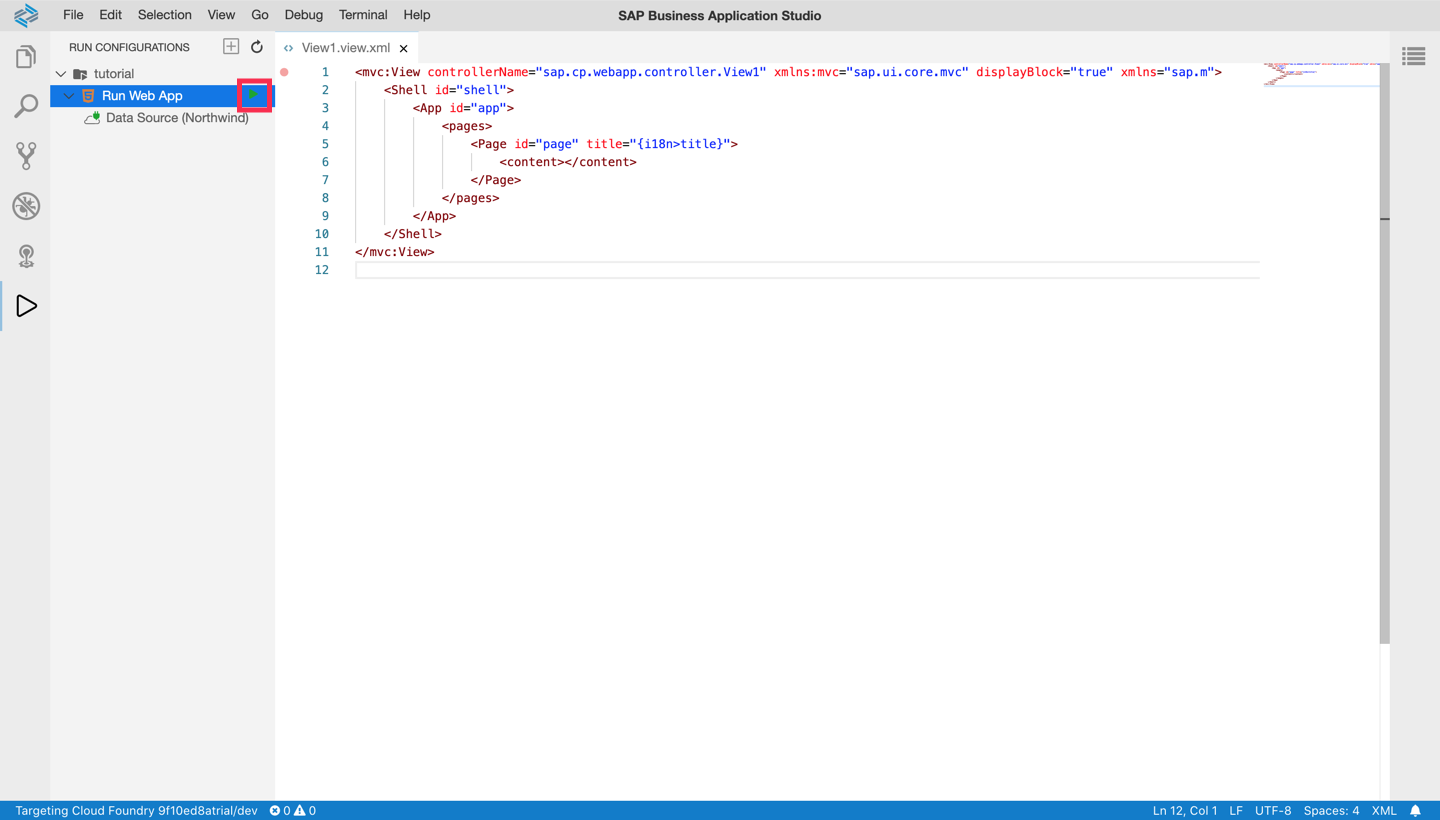 File Edit Selection View Go Debug Terminal Help
SAP Business Application Studio
RUN CONFIGURATIONS
tutorial
Run Web App
Data Source (Northwind)
View1.view.xml
1 <mvc:View controllerName="sap.cp.webapp.controller.View1" xmlns:mvc="sap.ui.core.mvc" displayBlock="true" xmlns="sap.m">
2 <Shell id="shell">
3 <App id="app">
4 <pages>
5 <Page id="page" title="{i18n>title}">
6 <content></content>
7 </Page>
8 </pages>
9 </App>
10 </Shell>
11 </mvc:View>
12
Targeting Cloud Foundry 9f10ed8atrial/dev 0 0 Ln 12, Col 1 LF UTF-8 Spaces: 4 XML